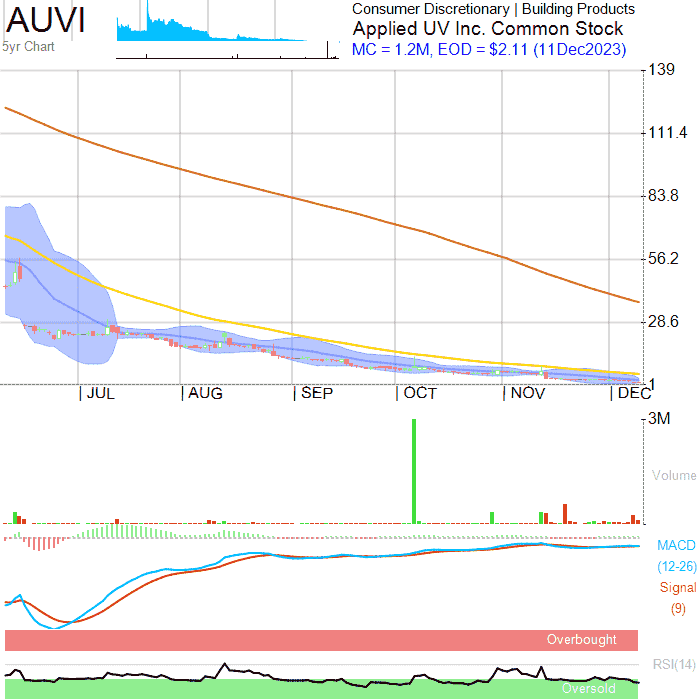 AUVI
5yr Chart
Consumer Discretionary | Building Products
Applied UV Inc. Common Stock
MC = 1.2M, EOD = $2.11 (11Dec2023)
139
111.4
83.8
56.2
28.6
1
JUL
AUG
SEP
OCT
NOV
DEC
3M
Volume
MACD
(12-26)
Signal
(9)
Overbought
RSI(14)
Oversold